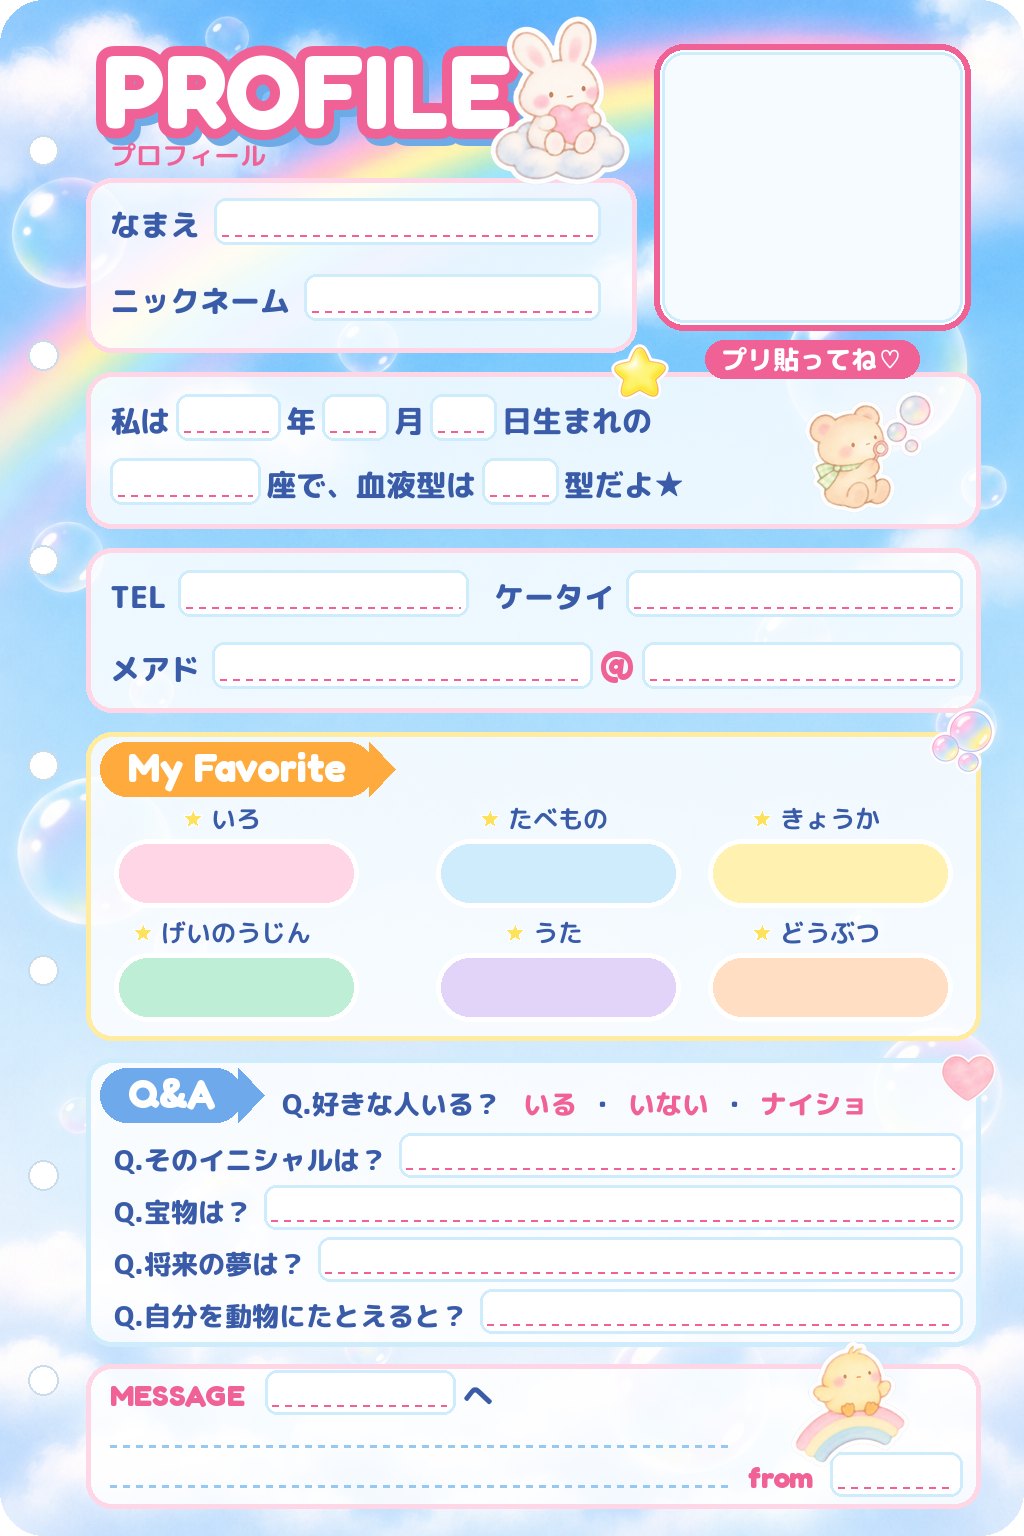 PROFILE
プロフィール
なまえ
ニックネーム
プリ貼ってね♡
私は 年 月 日生まれの
座で、血液型は 型だよ★
TEL ケータイ
メアド @
My Favorite
★ いろ ★ たべもの ★ きょうか
★ げいのうじん ★ うた ★ どうぶつ
Q&A Q.好きな人いる？ いる ・ いない ・ ナイショ
Q.そのイニシャルは？
Q.宝物は？
Q.将来の夢は？
Q.自分を動物にたとえると？
MESSAGE へ
from